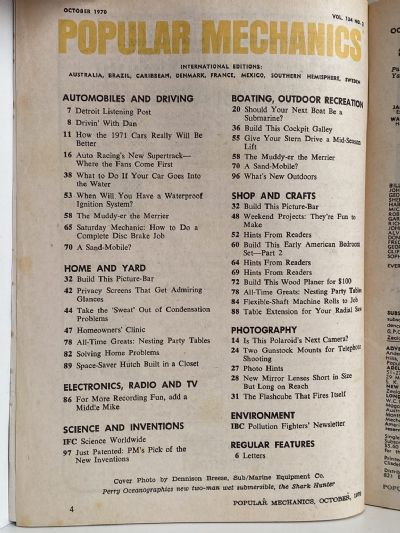 OCTOBER 1970
VOL. 134 NO. 2
POPULAR MECHANICS
INTERNATIONAL EDITIONS:
AUSTRALIA, BRAZIL, CARIBBEAN, DENMARK, FRANCE, MEXICO, SOUTHERN HEMISPHERE, SWEDEN
AUTOMOBILES AND DRIVING
7 Detroit Listening Post
8 Drivin' With Dan
11 How the 1971 Cars Really Will Be
Better
16 Auto Racing's New Supertrack—
Where the Fans Come First
38 What to Do If Your Car Goes Into
the Water
53 When Will You Have a Waterproof
Ignition System?
58 The Muddy-er the Merrier
65 Saturday Mechanic: How to Do a
Complete Disc Brake Job
70 A Sand-Mobile?
HOME AND YARD
32 Build This Picture-Bar
42 Privacy Screens That Get Admiring
Glances
44 Take the 'Sweat' Out of Condensation
Problems
47 Homeowners' Clinic
78 All-Time Greats: Nesting Party Tables
82 Solving Home Problems
89 Space-Saver Hutch Built in a Closet
ELECTRONICS, RADIO AND TV
86 For More Recording Fun, add a
Middle Mike
SCIENCE AND INVENTIONS
IFC Science Worldwide
97 Just Patented: PM's Pick of the
New Inventions
BOATING, OUTDOOR RECREATION
20 Should Your Next Boat Be a
Submarine?
36 Build This Cockpit Galley
55 Give Your Stern Drive a Mid-Season
Lift
58 The Muddy-er the Merrier
70 A Sand-Mobile?
96 What's New Outdoors
SHOP AND CRAFTS
32 Build This Picture-Bar
48 Weekend Projects: They're Fun to
Make
52 Hints From Readers
60 Build This Early American Bedroom
Set—Part 2
64 Hints From Readers
69 Hints From Readers
72 Build This Wood Planer for $100
78 All-Time Greats: Nesting Party Tables
84 Flexible-Shaft Machine Rolls to Job
88 Table Extension for Your Radial Saw
PHOTOGRAPHY
14 Is This Polaroid's Next Camera?
24 Two Gunstock Mounts for Telephoto
Shooting
27 Photo Hints
28 New Mirror Lenses Short in Size
But Long on Reach
31 The Flashcube That Fires Itself
ENVIRONMENT
IBC Pollution Fighters' Newsletter
REGULAR FEATURES
6 Letters
Cover Photo by Dennison Breese, Sub/Marine Equipment Co.
Perry Oceanographics new two-man wet submersible, the Shark Hunter
4
POPULAR MECHANICS, OCTOBER, 1970